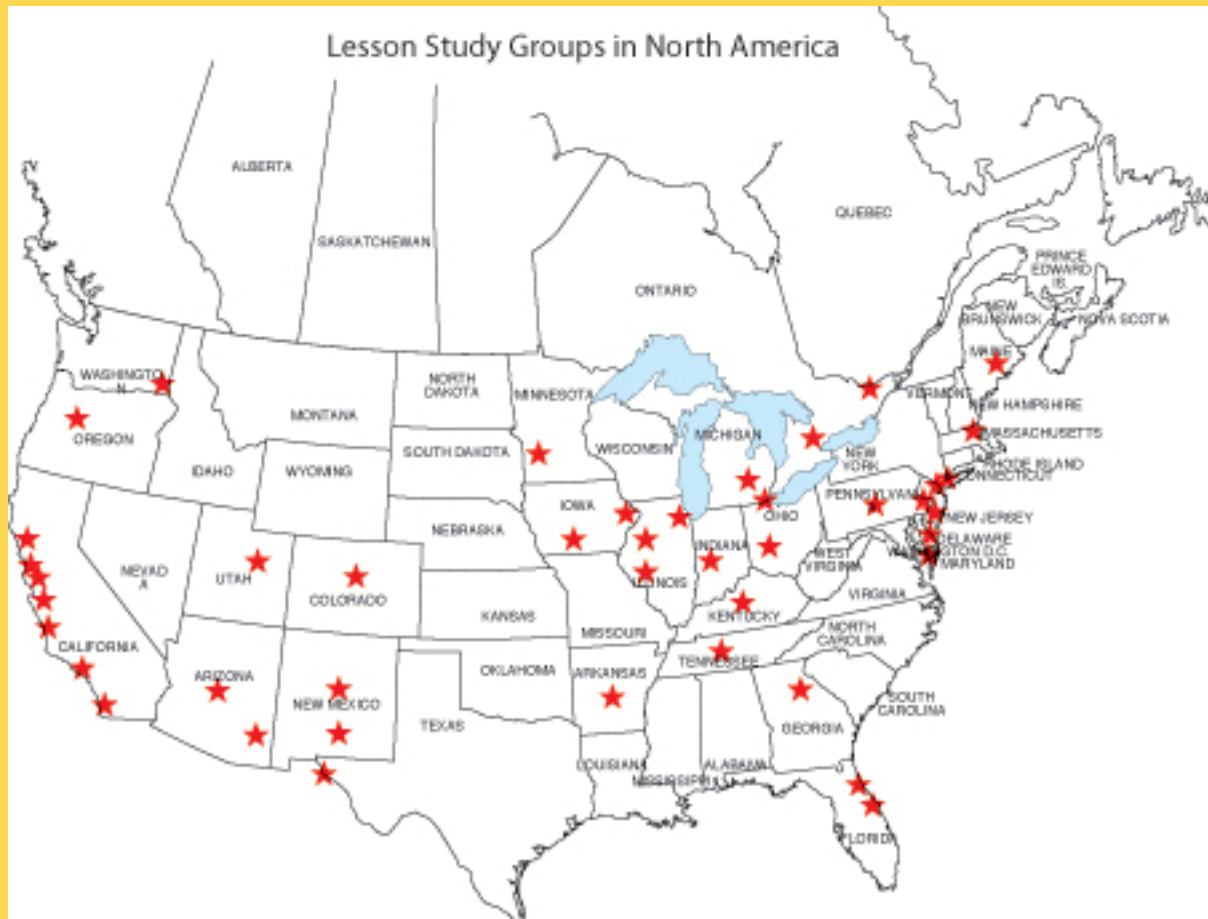 Lesson Study Groups in North America
ALBERTA
SASKATCHEWAN
QUEBEC
ONTARIO
PRINCE
EDWARD
IS.
NEW
BRUNSWICK
NOVA SCOTIA
MAINE
WASHINGTO
N
NORTH
DAKOTA
MINNESOTA
VERMONT
NEW HAMPSHIRE
MONTANA
OREGON
MICHIGAN
MASSACHUSETTS
SOUTH DAKOTA
WISCONSIN
NEW
YORK
IDAHO
WYOMING
RHODE ISLAND
CONNECTICUT
IOWA
PENNSYLVANIA
OHIO
NEW JERSEY
NEBRASKA
DELAWARE
INDIANA
WEST
VIRGINIA
WASHINGTON D.C.
MARYLAND
NEVAD
A
UTAH
ILLINOIS
COLORADO
VIRGINIA
KANSAS
KENTUCKY
MISSOURI
NORTH
CAROLINA
CALIFORNIA
TENNESSEE
OKLAHOMA
ARKANSAS
ARIZONA
NEW MEXICO
SOUTH
CAROLINA
TEXAS
GEORGIA
LOUISIANA
ALABAMA
MISSISSIPPI
FLORIDA